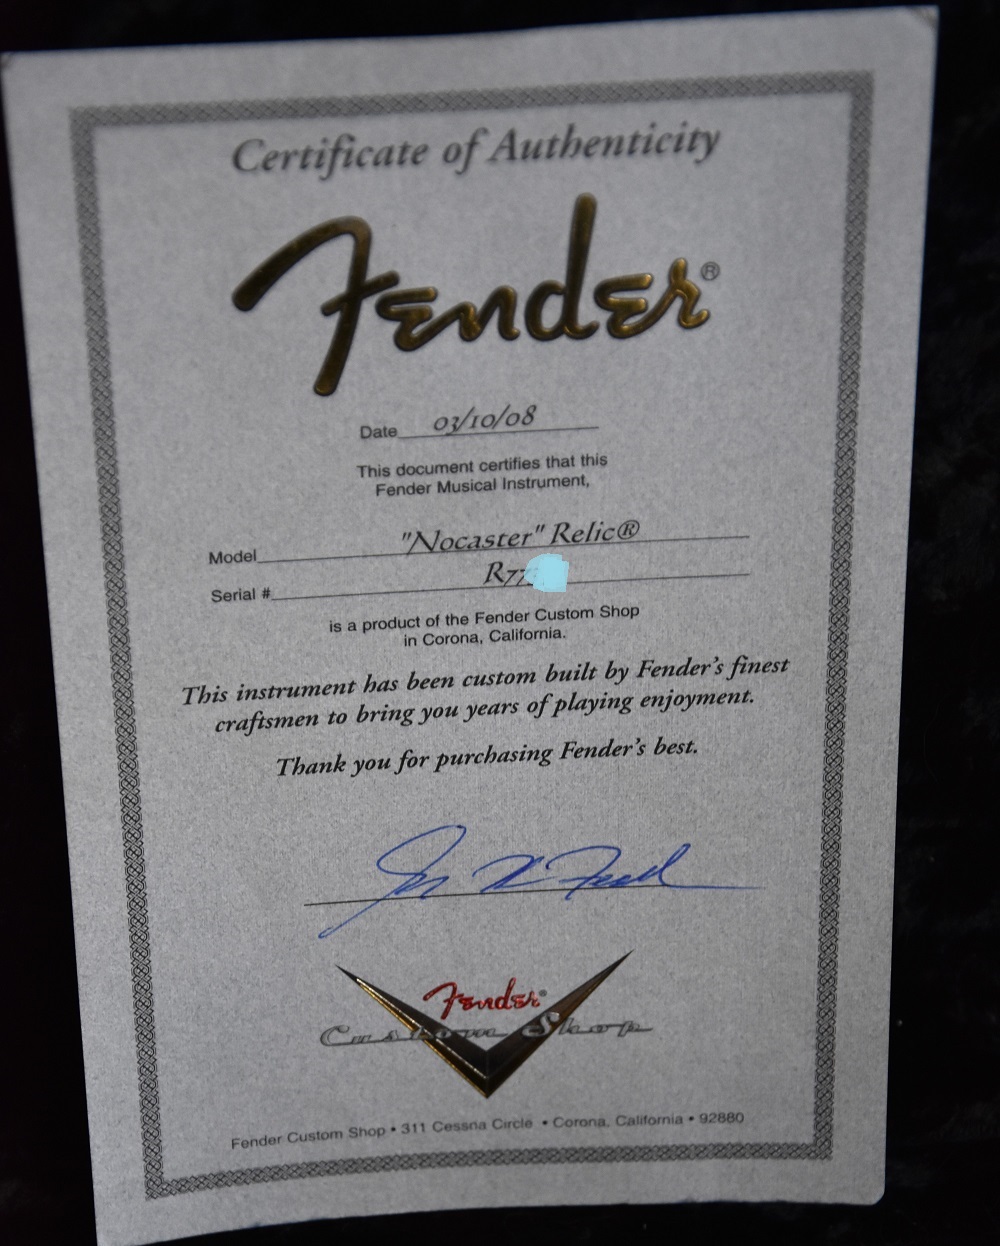 Certificate of Authenticity
Fender®
Date 03/10/08
This document certifies that this
Fender Musical Instrument,
Model "Nocaster" Relic®
Serial # R77
is a product of the Fender Custom Shop
in Corona, California.
This instrument has been custom built by Fender's finest
craftsmen to bring you years of playing enjoyment.
Thank you for purchasing Fender's best.
Fender®
Custom Shop
Fender Custom Shop • 311 Cessna Circle • Corona, California • 92880